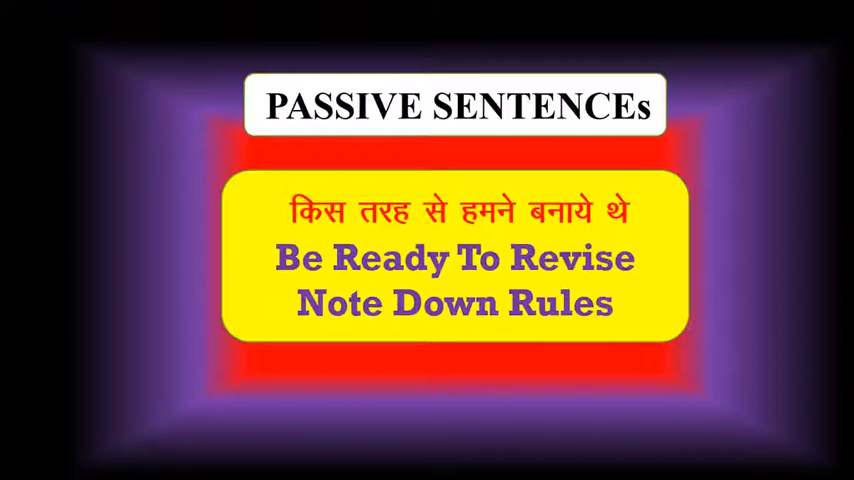 PASSIVE SENTENCEs
किस तरह से हमने बनाये थे
Be Ready To Revise
Note Down Rules